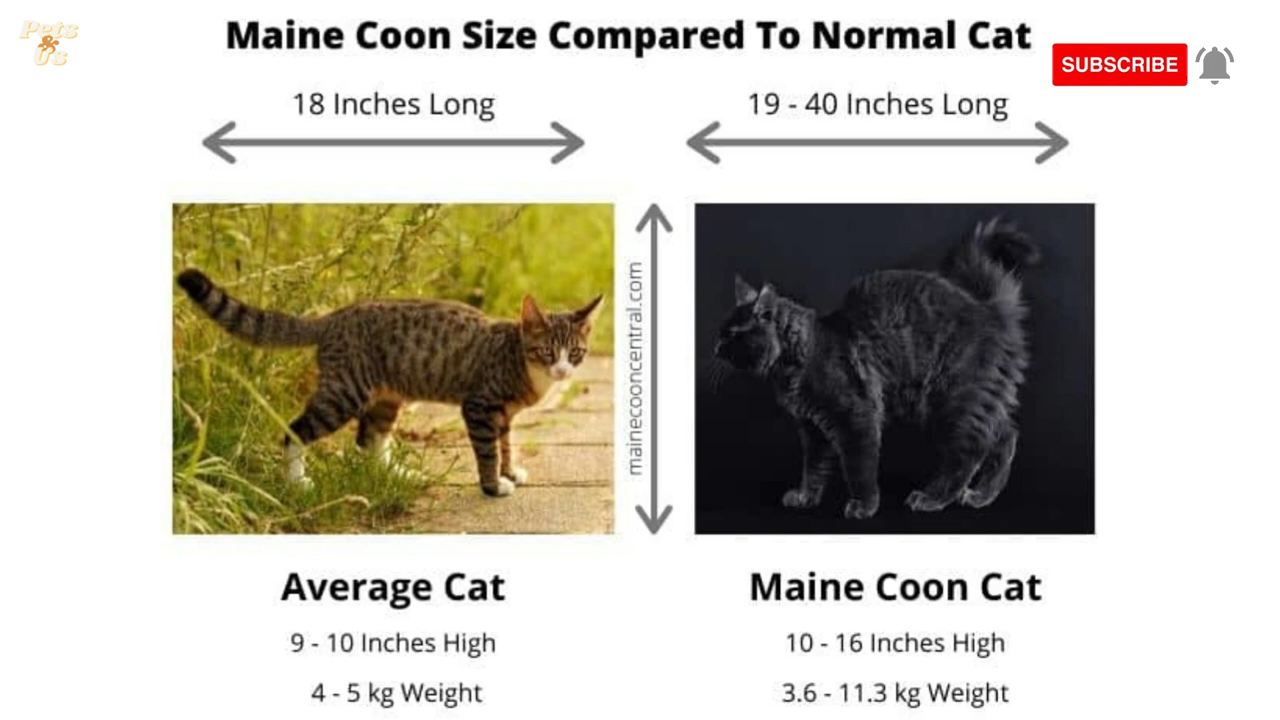 Pets
&
Us
Maine Coon Size Compared To Normal Cat
SUBSCRIBE
18 Inches Long
19 - 40 Inches Long
mainecooncentral.com
Average Cat
Maine Coon Cat
9 - 10 Inches High
10 - 16 Inches High
4 - 5 kg Weight
3.6 - 11.3 kg Weight